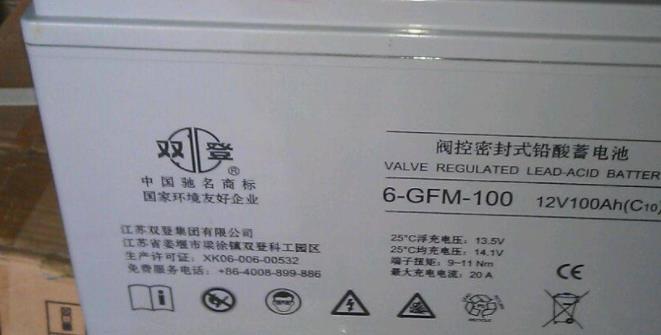 双登®
中国驰名商标
国家环境友好企业
江苏双登集团有限公司
江苏省姜堰市梁徐镇双登科工园区
生产许可证: XK06-006-00532
免费服务电话: +86-4008-899-886
阀控密封式铅酸蓄电池
VALVE REGULATED LEAD-ACID BATTER
6-GFM-100 12V100Ah(C10)
25°C浮充电压: 13.5V
25°C均充电压: 14.1V
端子扭矩: 9-11 Nm
最大充电电流: 20 A
CE